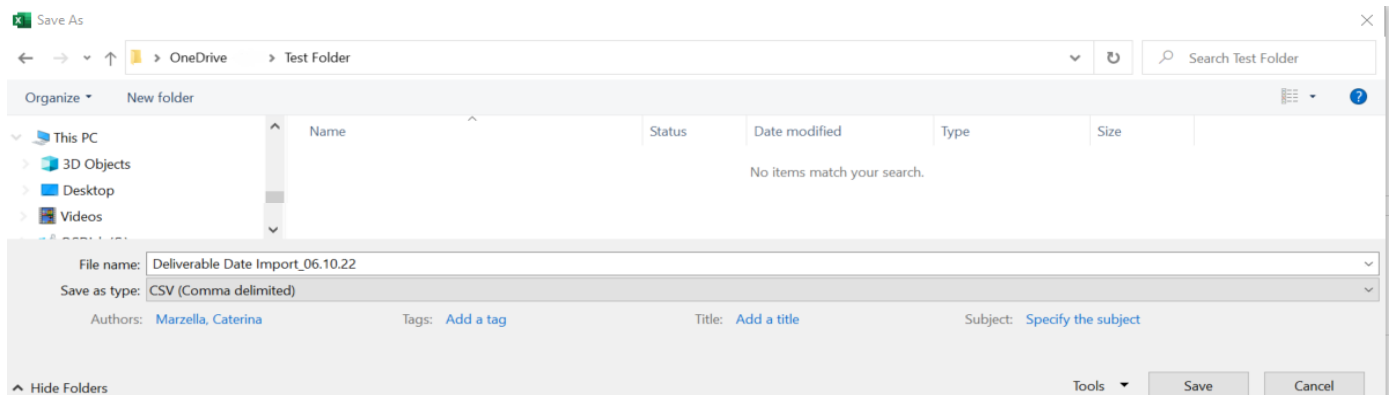 Save As
OneDrive > Test Folder
Search Test Folder
Organize
New folder
?
This PC
Name
Status
Date modified
Type
Size
3D Objects
No items match your search.
Desktop
Videos
File name: Deliverable Date Import_06.10.22
Save as type: CSV (Comma delimited)
Authors: Marzella, Caterina Tags: Add a tag Title: Add a title Subject: Specify the subject
Hide Folders
Tools
Save
Cancel